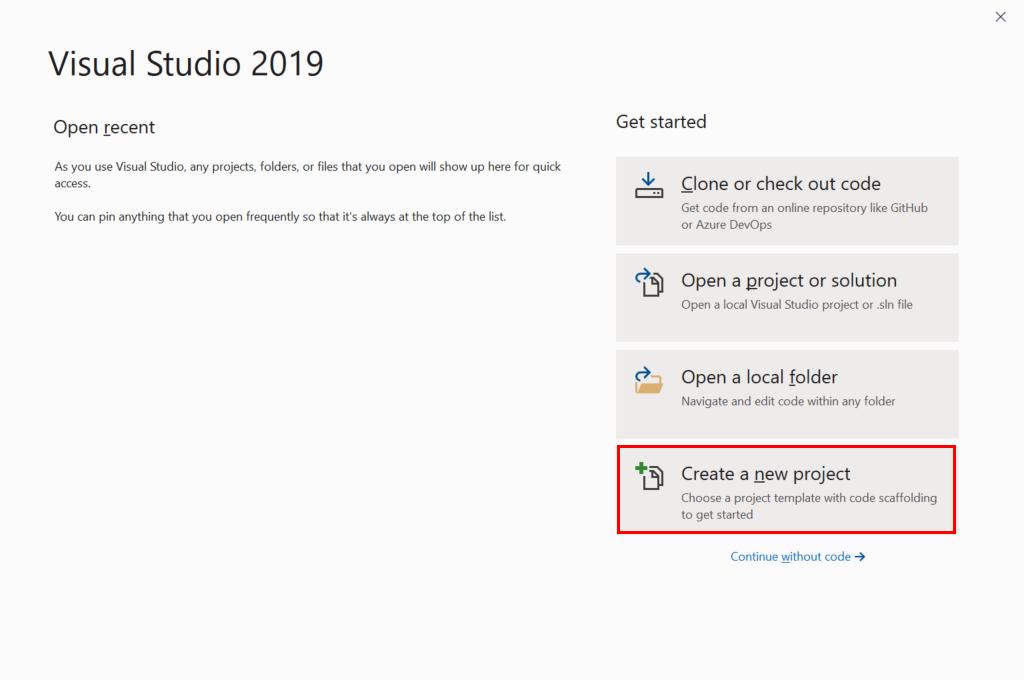 Visual Studio 2019
Open recent
As you use Visual Studio, any projects, folders, or files that you open will show up here for quick
access.
You can pin anything that you open frequently so that it's always at the top of the list.
Get started
Clone or check out code
Get code from an online repository like GitHub
or Azure DevOps
Open a project or solution
Open a local Visual Studio project or .sln file
Open a local folder
Navigate and edit code within any folder
Create a new project
Choose a project template with code scaffolding
to get started
Continue without code →